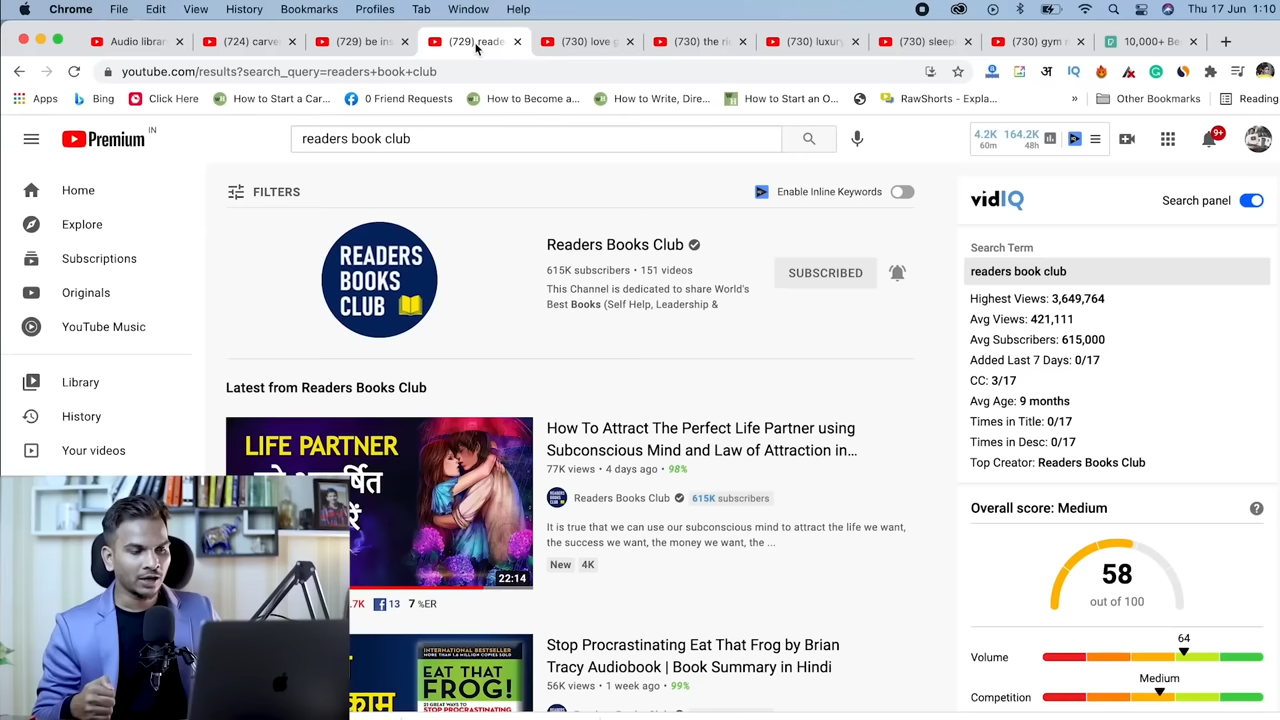 Chrome File Edit View History Bookmarks Profiles Tab Window Help Thu 17 Jun 1:10
Audio librar (724) carve (729) be ins (729) reade (730) love g (730) the ri (730) luxury (730) sleep (730) gym r 10,000+ Be
youtube.com/results?search_query=readers+book+club
Apps Bing Click Here How to Start a Car... 0 Friend Requests How to Become a... How to Write, Dire... How to Start an O... RawShorts - Expla... » Other Bookmarks Reading
Premium IN
readers book club
4.2K 164.2K
60m 48h
9+
Home
Explore
Subscriptions
Originals
YouTube Music
Library
History
Your videos
FILTERS
Enable Inline Keywords
READERS
BOOKS
CLUB
Readers Books Club
615K subscribers • 151 videos
This Channel is dedicated to share World's
Best Books (Self Help, Leadership &
SUBSCRIBED
Latest from Readers Books Club
LIFE PARTNER
22:14
How To Attract The Perfect Life Partner using
Subconscious Mind and Law of Attraction in...
77K views • 4 days ago • 98%
Readers Books Club 615K subscribers
It is true that we can use our subconscious mind to attract the life we want,
the success we want, the money we want, the ...
New 4K
.7K 13 7 %ER
INTERNATIONAL BESTSELLER
EAT THAT
FROG!
21 GREAT WAYS TO
STOP PROCRASTINATING
Stop Procrastinating Eat That Frog by Brian
Tracy Audiobook | Book Summary in Hindi
56K views • 1 week ago • 99%
vidIQ
Search panel
Search Term
readers book club
Highest Views: 3,649,764
Avg Views: 421,111
Avg Subscribers: 615,000
Added Last 7 Days: 0/17
CC: 3/17
Avg Age: 9 months
Times in Title: 0/17
Times in Desc: 0/17
Top Creator: Readers Books Club
Overall score: Medium
58
out of 100
64
Volume
Medium
Competition